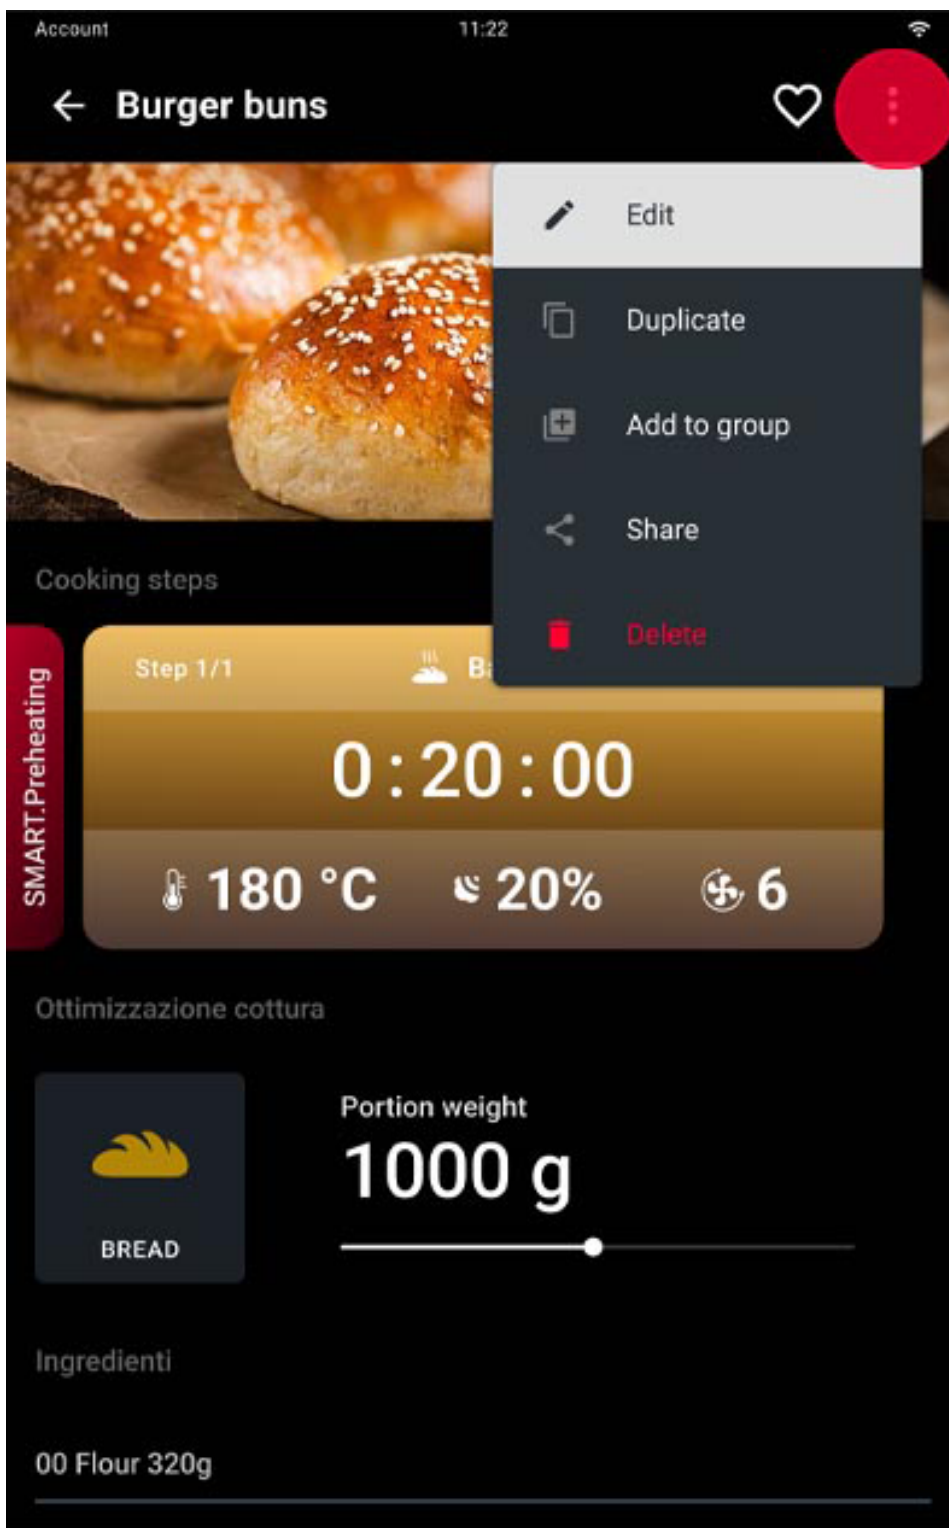 Account 11:22
Burger buns
Edit
Duplicate
Add to group
Share
Delete
Cooking steps
SMART.Preheating
Step 1/1
0 : 20 : 00
180 °C 20% 6
Ottimizzazione cottura
BREAD
Portion weight
1000 g
Ingredienti
00 Flour 320g